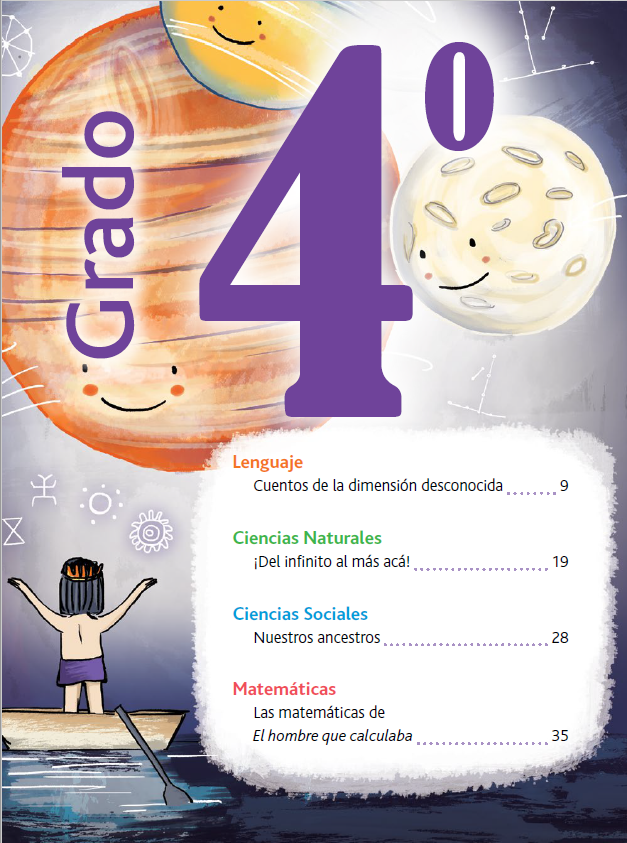 Grado
4º
Lenguaje
Cuentos de la dimensión desconocida 9
Ciencias Naturales
¡Del infinito al más acá! 19
Ciencias Sociales
Nuestros ancestros 28
Matemáticas
Las matemáticas de
El hombre que calculaba 35